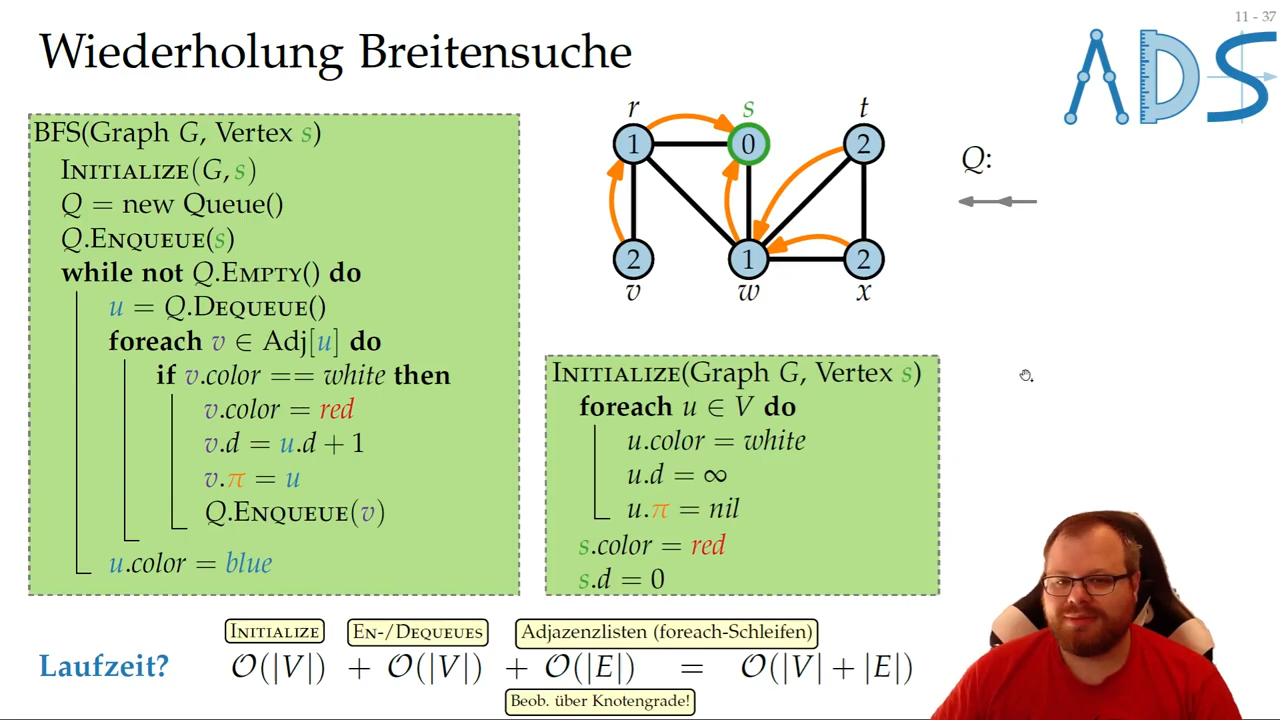 11 - 37
Wiederholung Breitensuche
ADS
BFS(Graph G, Vertex s)
INITIALIZE(G, s)
Q = new Queue()
Q.ENQUEUE(s)
while not Q.EMPTY() do
u = Q.DEQUEUE()
foreach v ∈ Adj[u] do
if v.color == white then
v.color = red
v.d = u.d + 1
v.π = u
Q.ENQUEUE(v)
u.color = blue
r s t
1 0 2
2 1 2
v w x
Q:
INITIALIZE(Graph G, Vertex s)
foreach u ∈ V do
u.color = white
u.d = ∞
u.π = nil
s.color = red
s.d = 0
INITIALIZE EN-/DEQUEUES Adjazenzlisten (foreach-Schleifen)
Laufzeit? O(|V|) + O(|V|) + O(|E|) = O(|V| + |E|)
Beob. über Knotengrade!